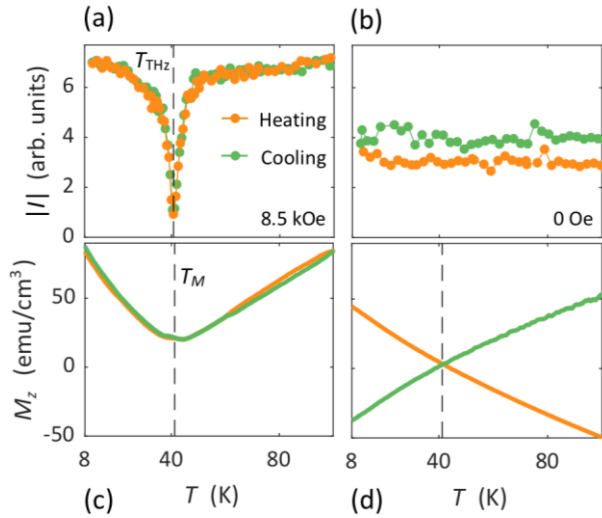 (a)
(b)
|I| (arb. units)
6
4
2
0
T_THz
Heating
Cooling
8.5 kOe
0 Oe
M_z (emu/cm³)
50
0
-50
T_M
8
40
80
8
40
80
(c)
T (K)
(d)
T (K)